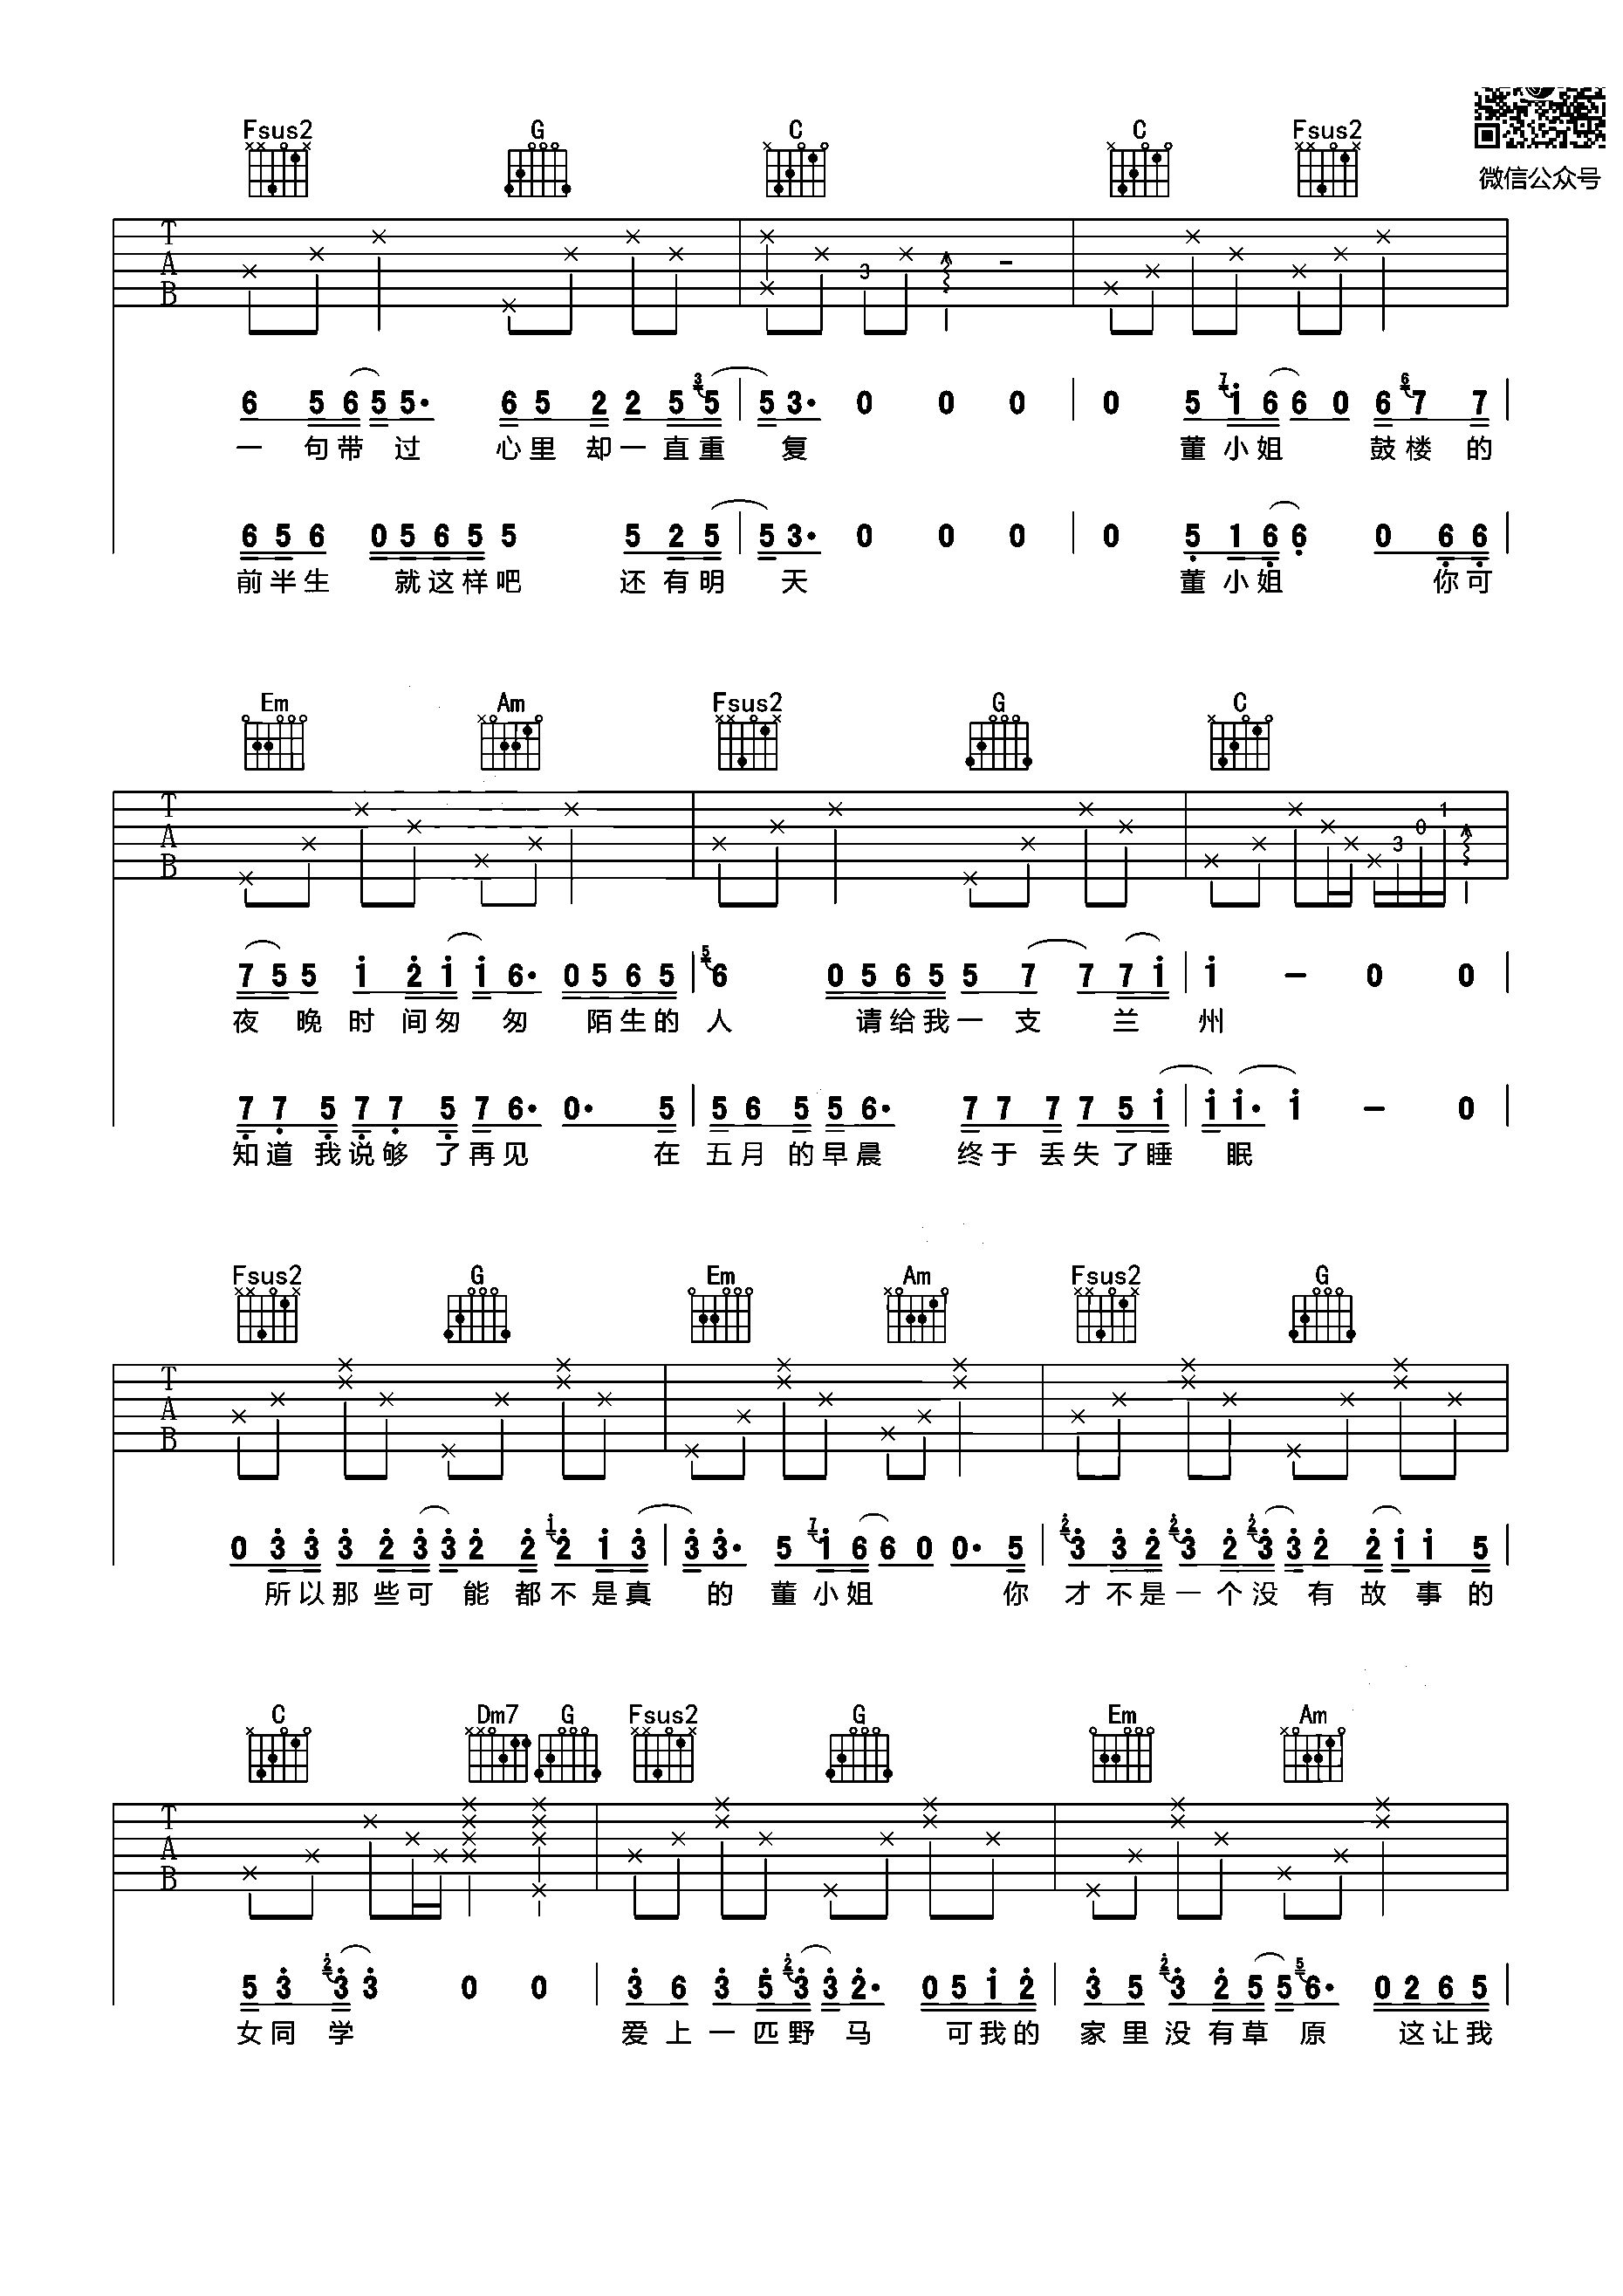 微信公众号
Fsus2 G C C Fsus2
T
A 3
B
6 5 6 5 5· 6 5 2 2 5 3 5 5 3· 0 0 0 0 5 7 1 6 6 0 6 6 7 7
一 句带 过 心里 却一直重 复 董小姐 鼓楼 的
6 5 6 0 5 6 5 5 5 2 5 5 3· 0 0 0 0 5 1 6 6 0 6 6
前半生 就这样吧 还有明 天 董小姐 你可
Em Am Fsus2 G C
T 1
A 3 0
B
7 5 5 1 2 1 1 6· 0 5 6 5 5 6 0 5 6 5 5 7 7 7 1 1 – 0 0
夜 晚 时 间匆 匆 陌生的 人 请给我一 支 兰 州
7 7 5 7 7 5 7 6· 0· 5 5 6 5 5 6· 7 7 7 7 5 1 1 1· 1 – 0
知道 我说够 了再见 在 五月 的早晨 终于 丢失了睡 眠
Fsus2 G Em Am Fsus2 G
T
A
B
0 3 3 3 2 3 3 2 2 1 2 1 3 3 3· 5 7 1 6 6 0 0· 5 2 3 3 2 2 3 2 2 3 3 2 2 1 1 5
所以那些可 能 都不是真 的 董小姐 你 才不是一个没 有故事的
C Dm7 G Fsus2 G Em Am
T
A
B
5 3 2 3 3 0 0 3 6 3 5 2 3 3 2· 0 5 1 2 3 5 2 3 2 5 5 5 6· 0 2 6 5
女同 学 爱上一匹野 马 可我的 家里没有草 原 这让我